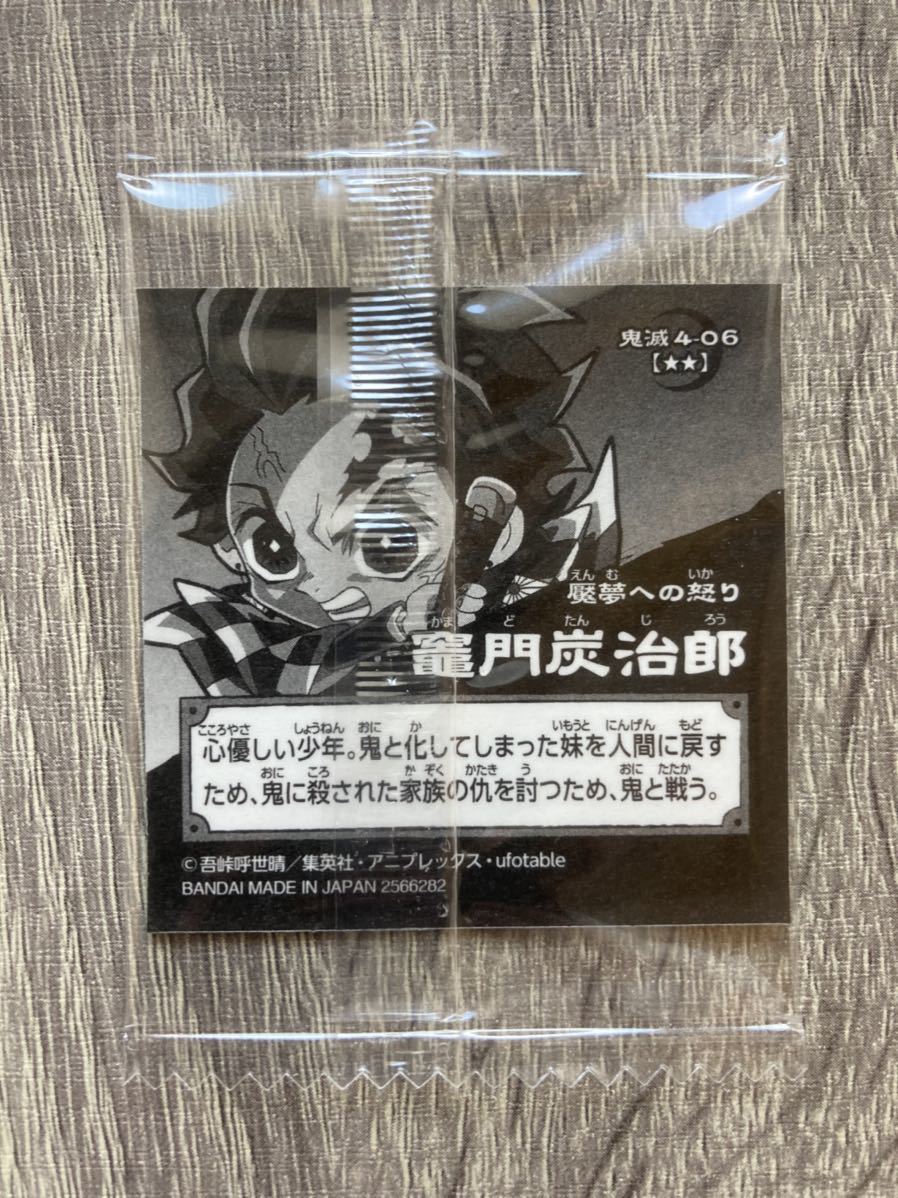 鬼滅 4-06
【★★】
えんむ いか
魘夢への怒り
かまどたんじろう
竈門炭治郎
こころやさ しょうねん おに か いもうと にんげん もど
心優しい少年。鬼と化してしまった妹を人間に戻す
おに ころ かぞく かたき う おに たたか
ため、鬼に殺された家族の仇を討つため、鬼と戦う。
©吾峠呼世晴／集英社・アニプレックス・ufotable
BANDAI MADE IN JAPAN 2566282